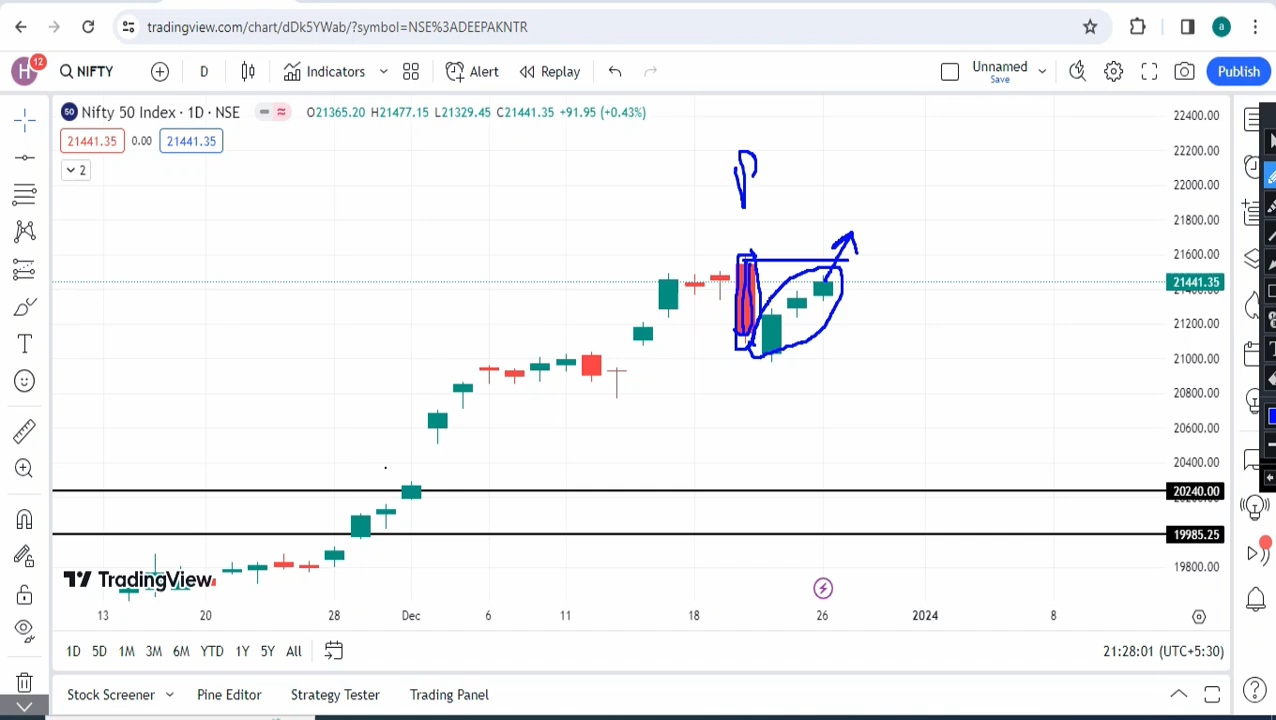 tradingview.com/chart/dDk5YWab/?symbol=NSE%3ADEEPAKNTR
a
H 12 NIFTY D Indicators Alert Replay Unnamed Save Publish
50 Nifty 50 Index · 1D · NSE O21365.20 H21477.15 L21329.45 C21441.35 +91.95 (+0.43%)
21441.35 0.00 21441.35
2
P
22400.00
22200.00
22000.00
21800.00
21600.00
21441.35
21200.00
21000.00
20800.00
20600.00
20400.00
20240.00
19985.25
19800.00
TradingView
13 20 28 Dec 6 11 18 26 2024 8
1D 5D 1M 3M 6M YTD 1Y 5Y All 21:28:01 (UTC+5:30)
Stock Screener Pine Editor Strategy Tester Trading Panel